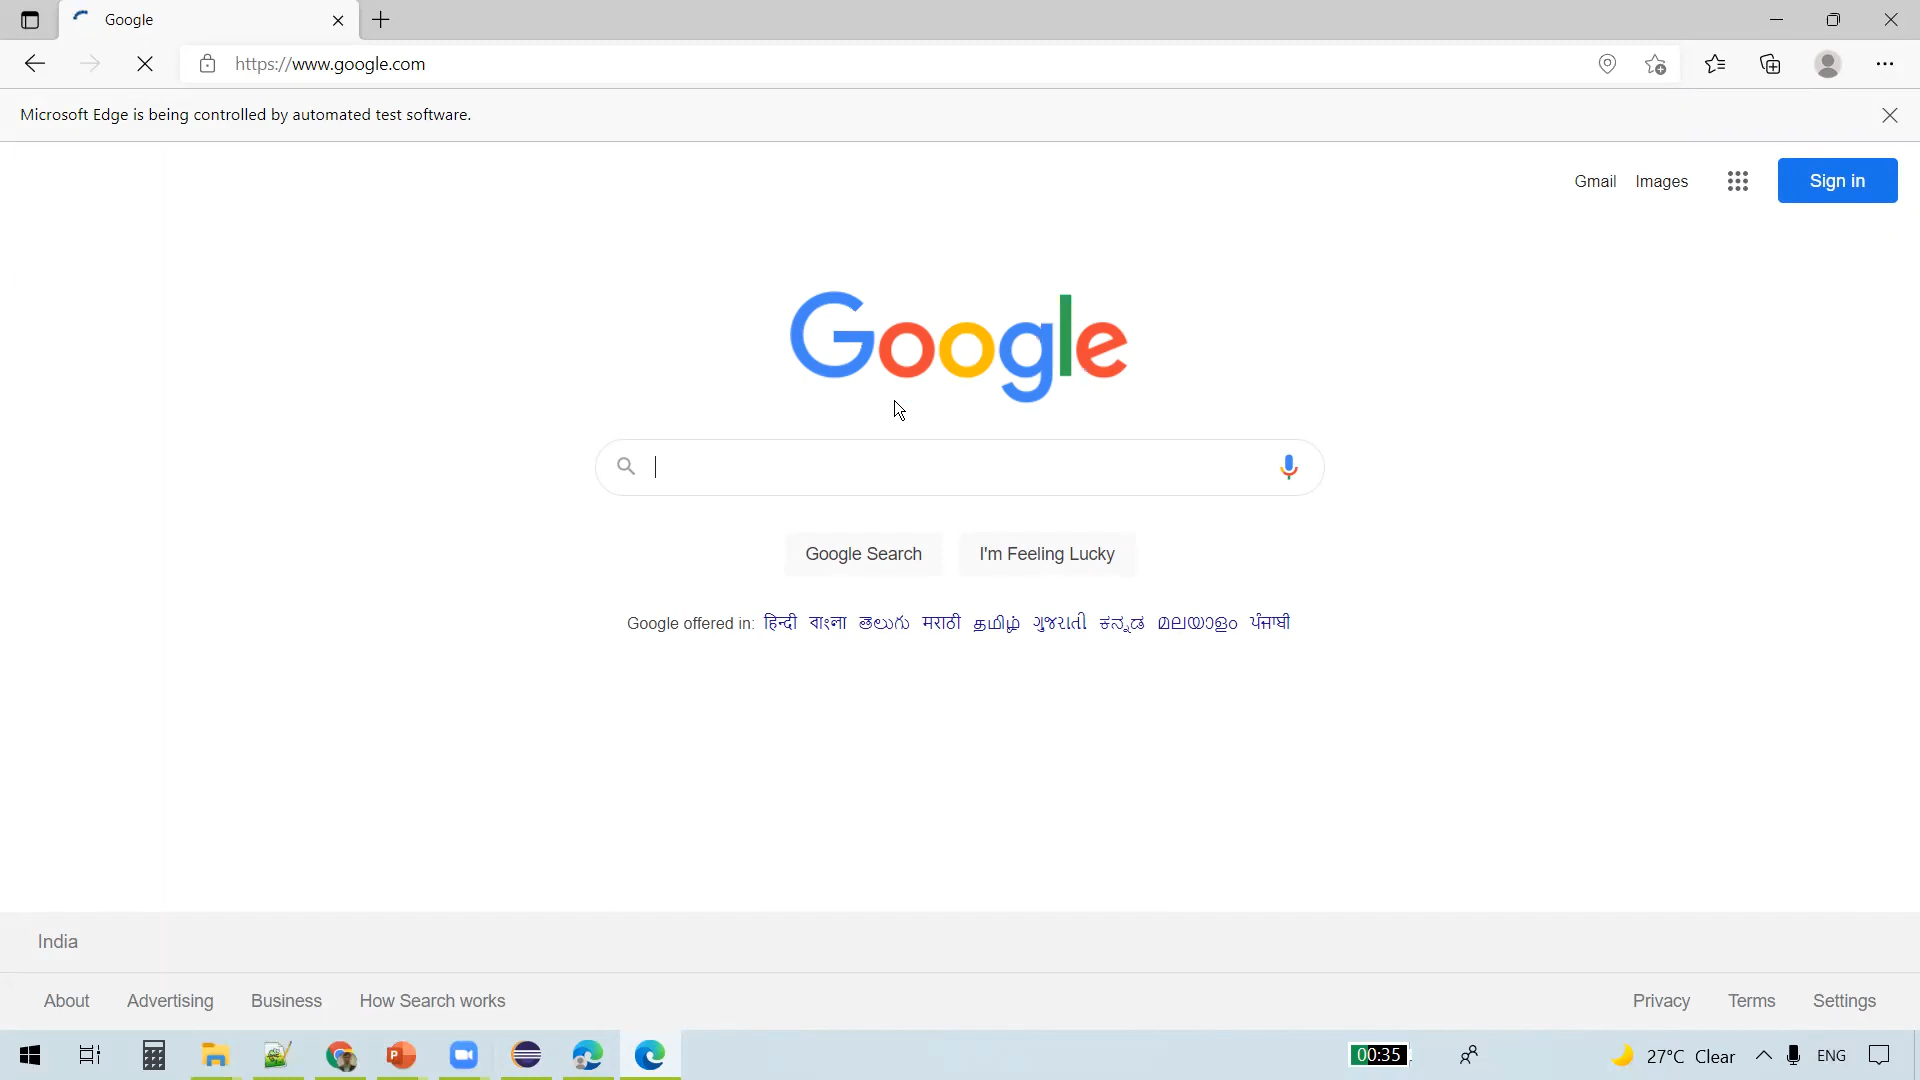 Google
https://www.google.com
Microsoft Edge is being controlled by automated test software.
Gmail Images Sign in
Google
Google Search I'm Feeling Lucky
Google offered in: हिन्दी বাংলা తెలుగు मराठी தமிழ் ગુજરાતી ಕನ್ನಡ മലയാളം ਪੰਜਾਬੀ
India
About Advertising Business How Search works Privacy Terms Settings
00:35 27°C Clear ENG